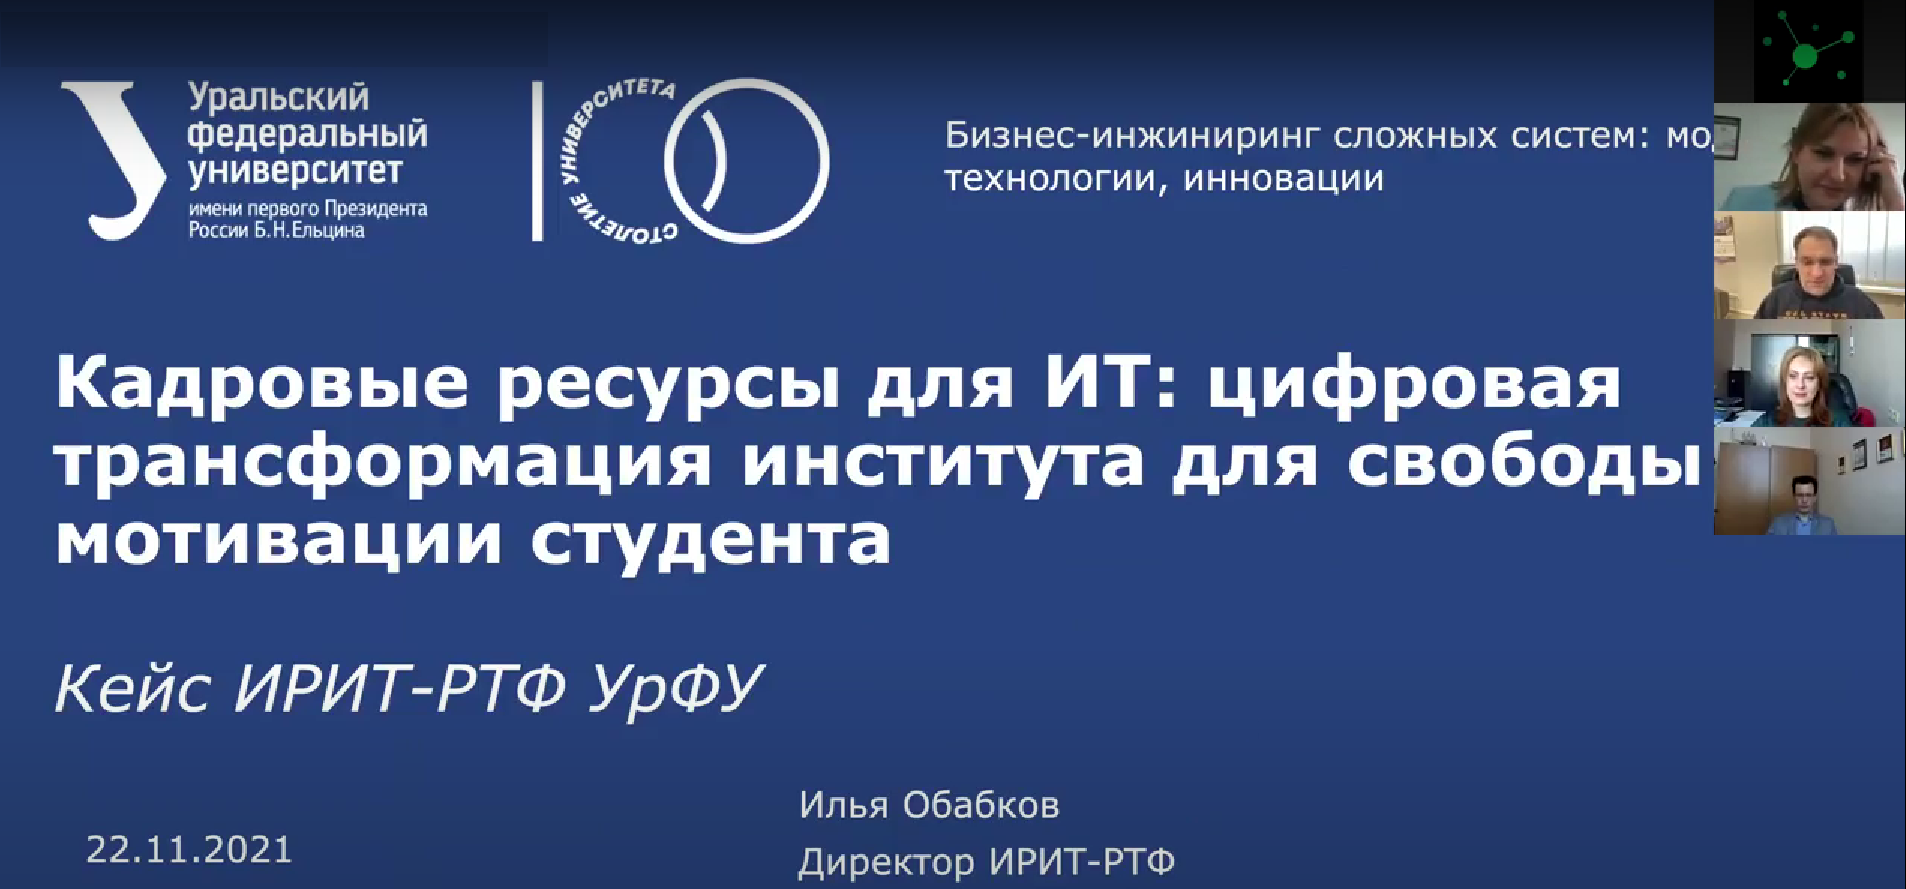 Уральский
федеральный
университет
имени первого Президента
России Б.Н.Ельцина
СТОЛЕТИЕ УНИВЕРСИТЕТА
Бизнес-инжиниринг сложных систем:
технологии, инновации
Кадровые ресурсы для ИТ: цифровая
трансформация института для свободы
мотивации студента
Кейс ИРИТ-РТФ УрФУ
Илья Обабков
22.11.2021
Директор ИРИТ-РТФ